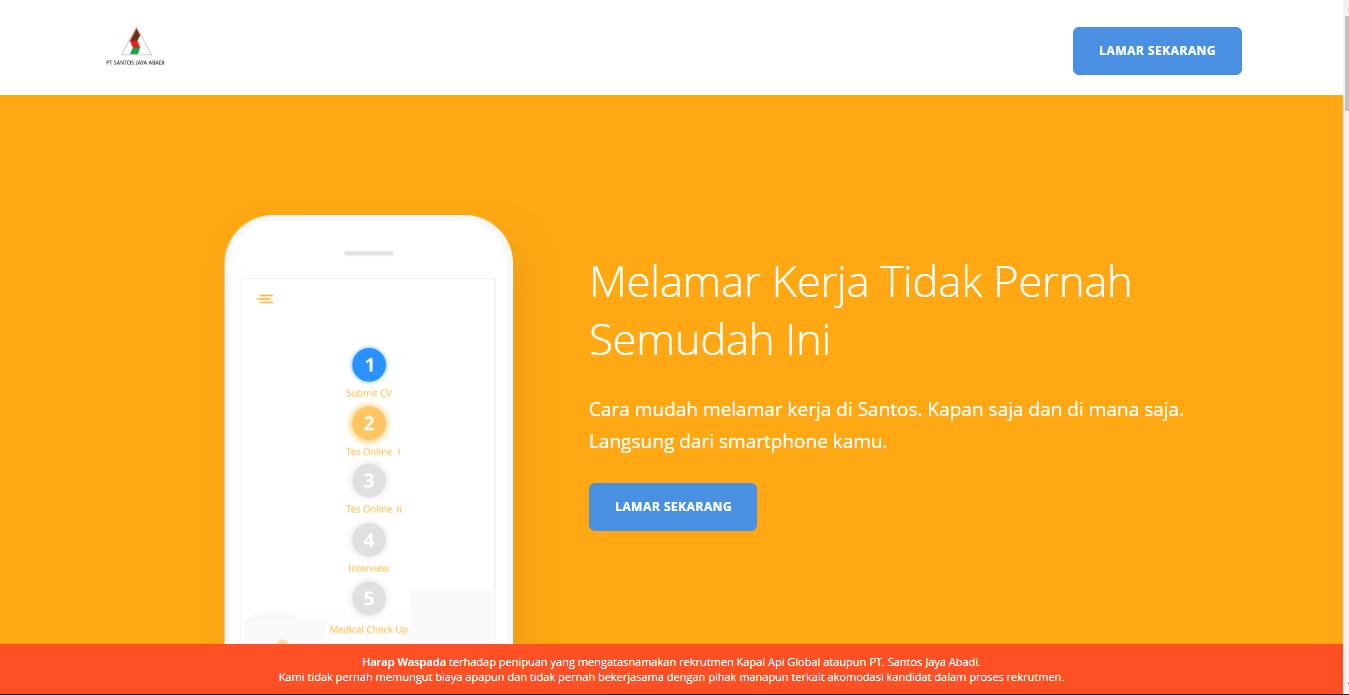 PT SANTOS JAYA ABADI
LAMAR SEKARANG
1
Submit CV
2
Tes Online I
3
Tes Online II
4
Interview
5
Medical Check Up
Melamar Kerja Tidak Pernah
Semudah Ini
Cara mudah melamar kerja di Santos. Kapan saja dan di mana saja.
Langsung dari smartphone kamu.
LAMAR SEKARANG
Harap Waspada terhadap penipuan yang mengatasnamakan rekrutmen Kapal Api Global ataupun PT. Santos Jaya Abadi.
Kami tidak pernah memungut biaya apapun dan tidak pernah bekerjasama dengan pihak manapun terkait akomodasi kandidat dalam proses rekrutmen.